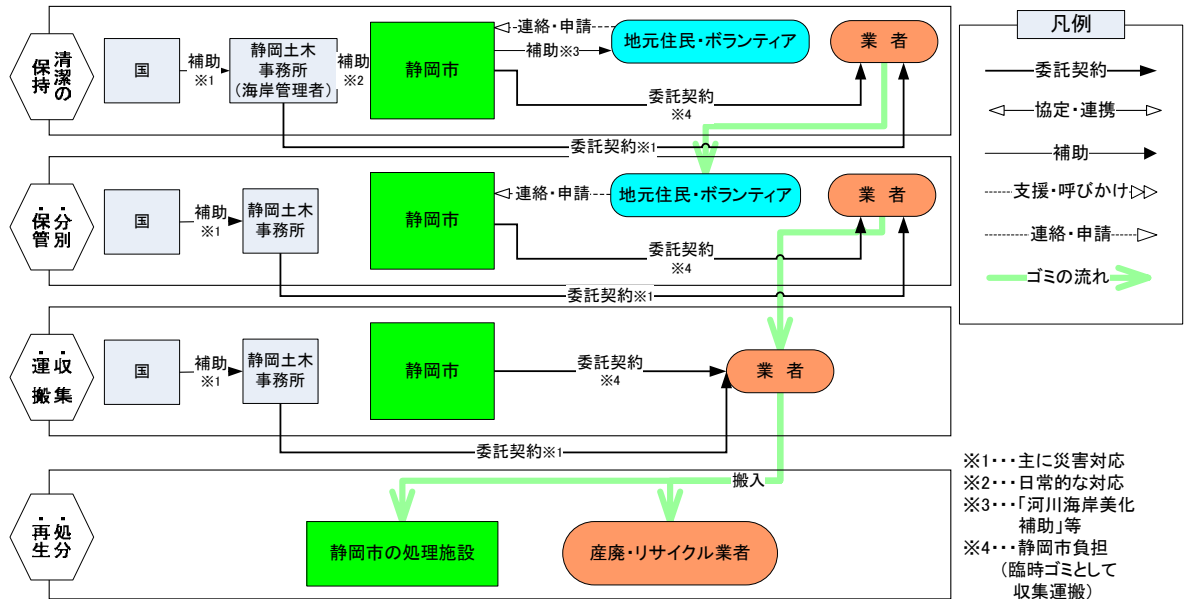 清潔の
保持
国
補助
※1
静岡土木
事務所
(海岸管理者)
補助
※2
静岡市
連絡・申請
補助※3
地元住民・ボランティア
業 者
委託契約
※4
委託契約※1
分別・
保管・
国
補助
※1
静岡土木
事務所
静岡市
連絡・申請
地元住民・ボランティア
業 者
委託契約
※4
委託契約※1
収集・
運搬・
国
補助
※1
静岡土木
事務所
静岡市
委託契約
※4
業 者
委託契約※1
処分・
再生・
搬入
静岡市の処理施設
産廃・リサイクル業者
凡例
委託契約
協定・連携
補助
支援・呼びかけ
連絡・申請
ゴミの流れ
※1・・・主に災害対応
※2・・・日常的な対応
※3・・・「河川海岸美化
補助」等
※4・・・静岡市負担
(臨時ゴミとして
収集運搬)